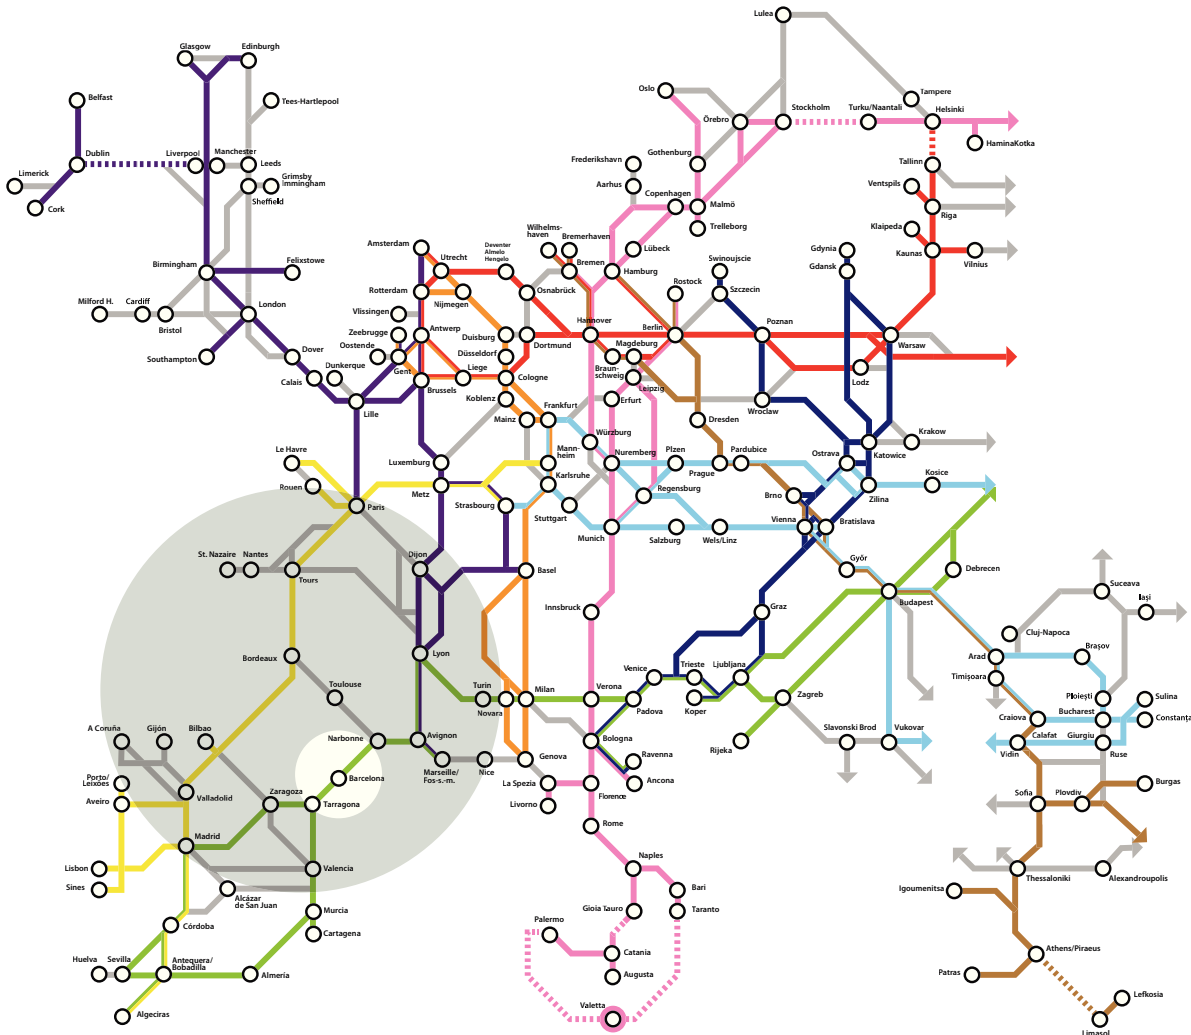 Lulea
Glasgow
Edinburgh
Oslo
Tampere
Belfast
Tees-Hartlepool
Örebro
Stockholm
Turku/Naantali
Helsinki
HaminaKotka
Dublin
Liverpool
Manchester
Leeds
Gothenburg
Tallinn
Limerick
Grimsby
Immingham
Frederikshavn
Cork
Sheffield
Aarhus
Copenhagen
Malmö
Ventspils
Riga
Trelleborg
Klaipeda
Amsterdam
Utrecht
Deventer
Almelo
Hengelo
Wilhelms-
haven
Bremerhaven
Bremen
Lübeck
Gdynia
Kaunas
Vilnius
Birmingham
Felixstowe
Hamburg
Swinoujscie
Gdansk
Rotterdam
Nijmegen
Osnabrück
Rostock
Szczecin
Milford H.
Cardiff
Bristol
London
Vlissingen
Zeebrugge
Antwerp
Duisburg
Dortmund
Hannover
Berlin
Poznan
Warsaw
Southampton
Dover
Oostende
Gent
Düsseldorf
Magdeburg
Braun-
schweig
Leipzig
Lodz
Calais
Dunkerque
Brussels
Liege
Cologne
Lille
Koblenz
Erfurt
Wroclaw
Mainz
Frankfurt
Dresden
Würzburg
Krakow
Katowice
Le Havre
Luxemburg
Mann-
heim
Nuremberg
Plzen
Prague
Pardubice
Ostrava
Rouen
Paris
Metz
Karlsruhe
Kosice
Zilina
Strasbourg
Stuttgart
Regensburg
Brno
Munich
Salzburg
Wels/Linz
Vienna
Bratislava
St. Nazaire
Nantes
Tours
Dijon
Basel
Györ
Debrecen
Suceava
Budapest
Iași
Innsbruck
Graz
Cluj-Napoca
Bordeaux
Lyon
Arad
Brașov
Venice
Trieste
Ljubljana
Timișoara
Toulouse
Turin
Novara
Milan
Verona
Padova
Koper
Zagreb
Ploiești
Sulina
Craiova
Bucharest
Constanța
A Coruña
Gijón
Bilbao
Narbonne
Avignon
Bologna
Rijeka
Slavonski Brod
Vukovar
Calafat
Vidin
Giurgiu
Ruse
Marseille/
Fos-s.-m.
Nice
Genova
Ravenna
Porto/
Leixões
Barcelona
La Spezia
Ancona
Burgas
Aveiro
Valladolid
Zaragoza
Tarragona
Livorno
Florence
Sofia
Plovdiv
Rome
Madrid
Naples
Lisbon
Valencia
Thessaloniki
Alexandroupolis
Sines
Alcázar
de San Juan
Bari
Igoumenitsa
Murcia
Gioia Tauro
Taranto
Córdoba
Cartagena
Palermo
Catania
Athens/Piraeus
Huelva
Sevilla
Antequera/
Bobadilla
Almería
Augusta
Patras
Lefkosia
Algeciras
Valetta
Limasol